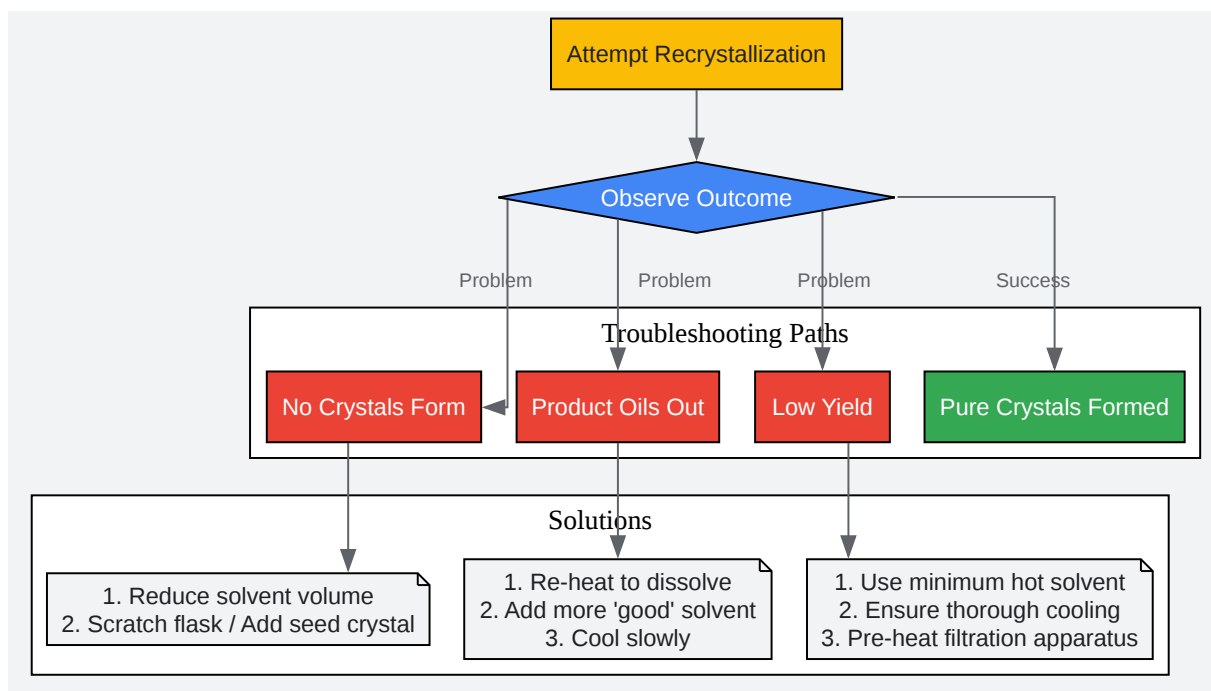 Attempt Recrystallization
Observe Outcome
Problem
Problem
Problem
Success
Troubleshooting Paths
No Crystals Form
Product Oils Out
Low Yield
Pure Crystals Formed
Solutions
1. Reduce solvent volume
2. Scratch flask / Add seed crystal
1. Re-heat to dissolve
2. Add more 'good' solvent
3. Cool slowly
1. Use minimum hot solvent
2. Ensure thorough cooling
3. Pre-heat filtration apparatus